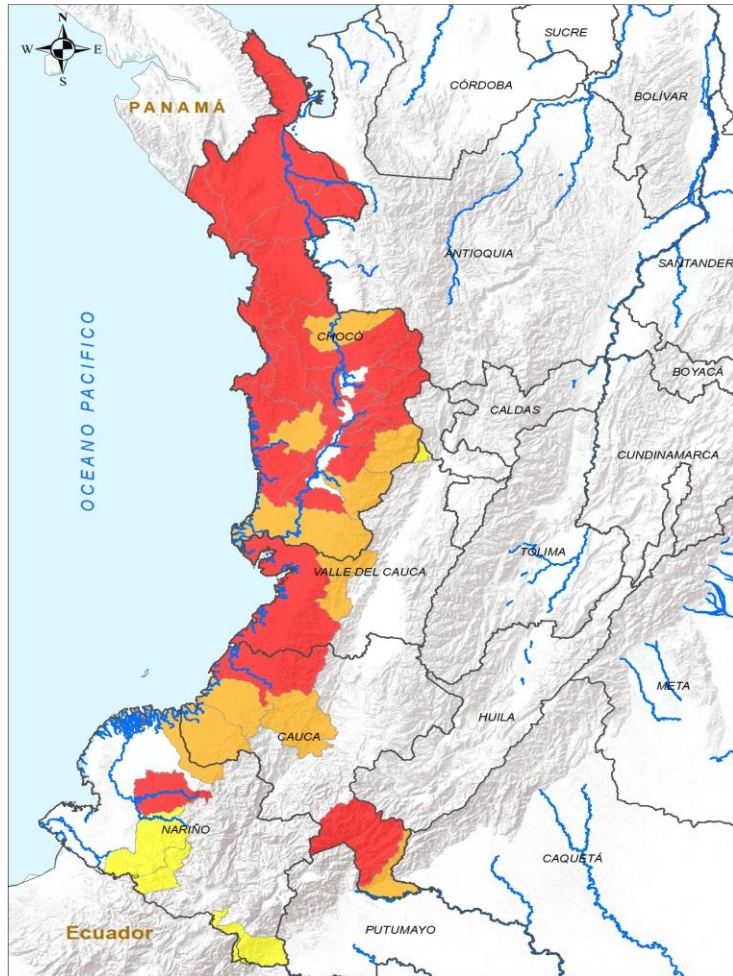 N
W E
S
SUCRE
CÓRDOBA
BOLÍVAR
PANAMÁ
ANTIOQUIA
SANTANDER
CHOCÓ
BOYACÁ
CALDAS
CUNDINAMARCA
OCEANO PACIFICO
TOLIMA
VALLE DEL CAUCA
META
HUILA
CAUCA
NARIÑO
CAQUETÁ
Ecuador
PUTUMAYO